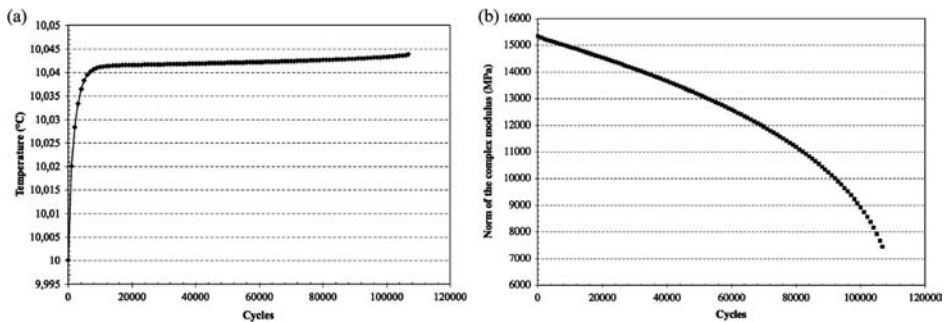 (a)
10,05
10,045
10,04
10,035
10,03
10,025
10,02
10,015
10,01
10,005
10
9,995
Temperature (°C)
0 20000 40000 60000 80000 100000 120000
Cycles
(b)
16000
15000
14000
13000
12000
11000
10000
9000
8000
7000
6000
Norm of the complex modulus (MPa)
0 20000 40000 60000 80000 100000 120000
Cycles